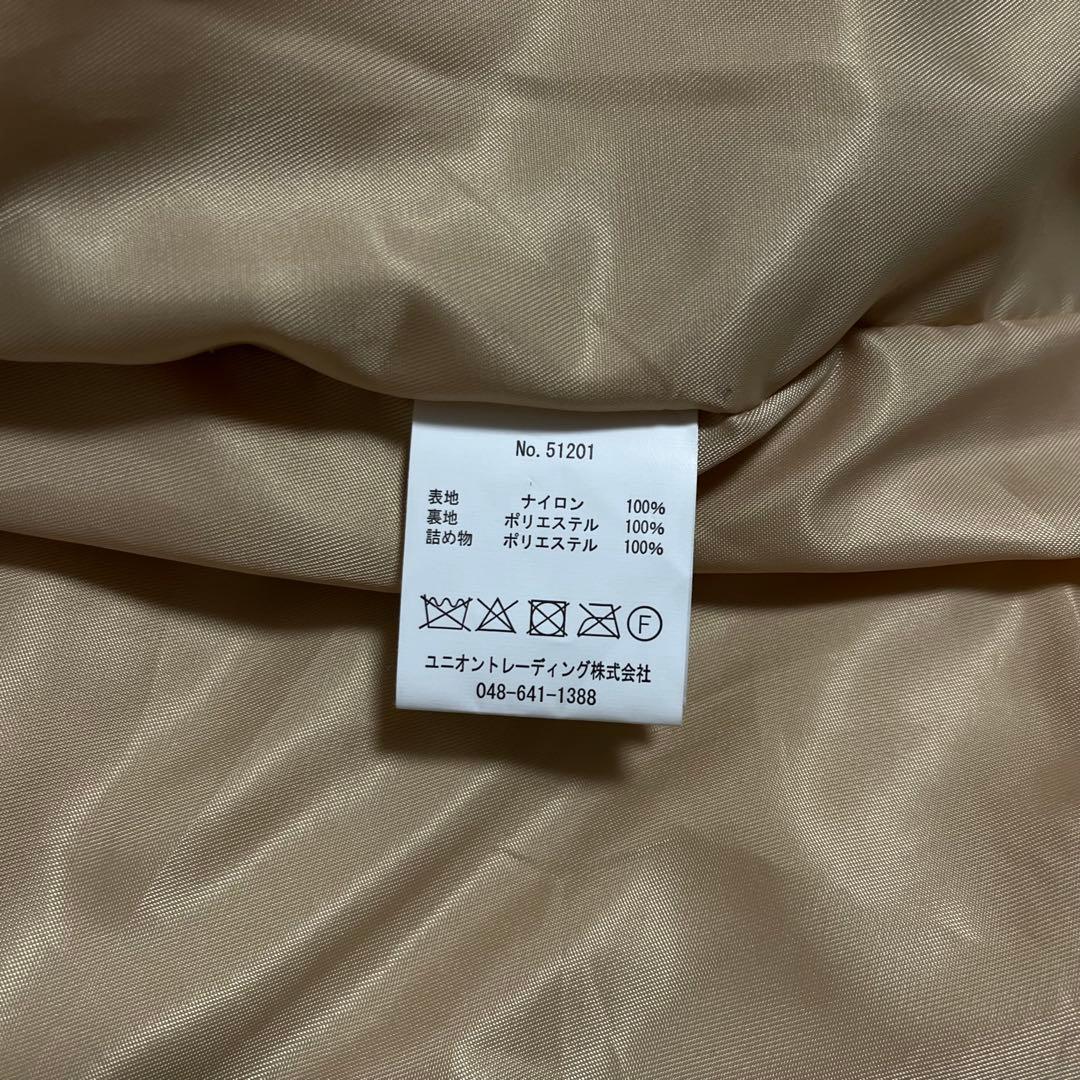 No.51201
表地 ナイロン 100%
裏地 ポリエステル 100%
詰め物 ポリエステル 100%
F
ユニオントレーディング株式会社
048-641-1388